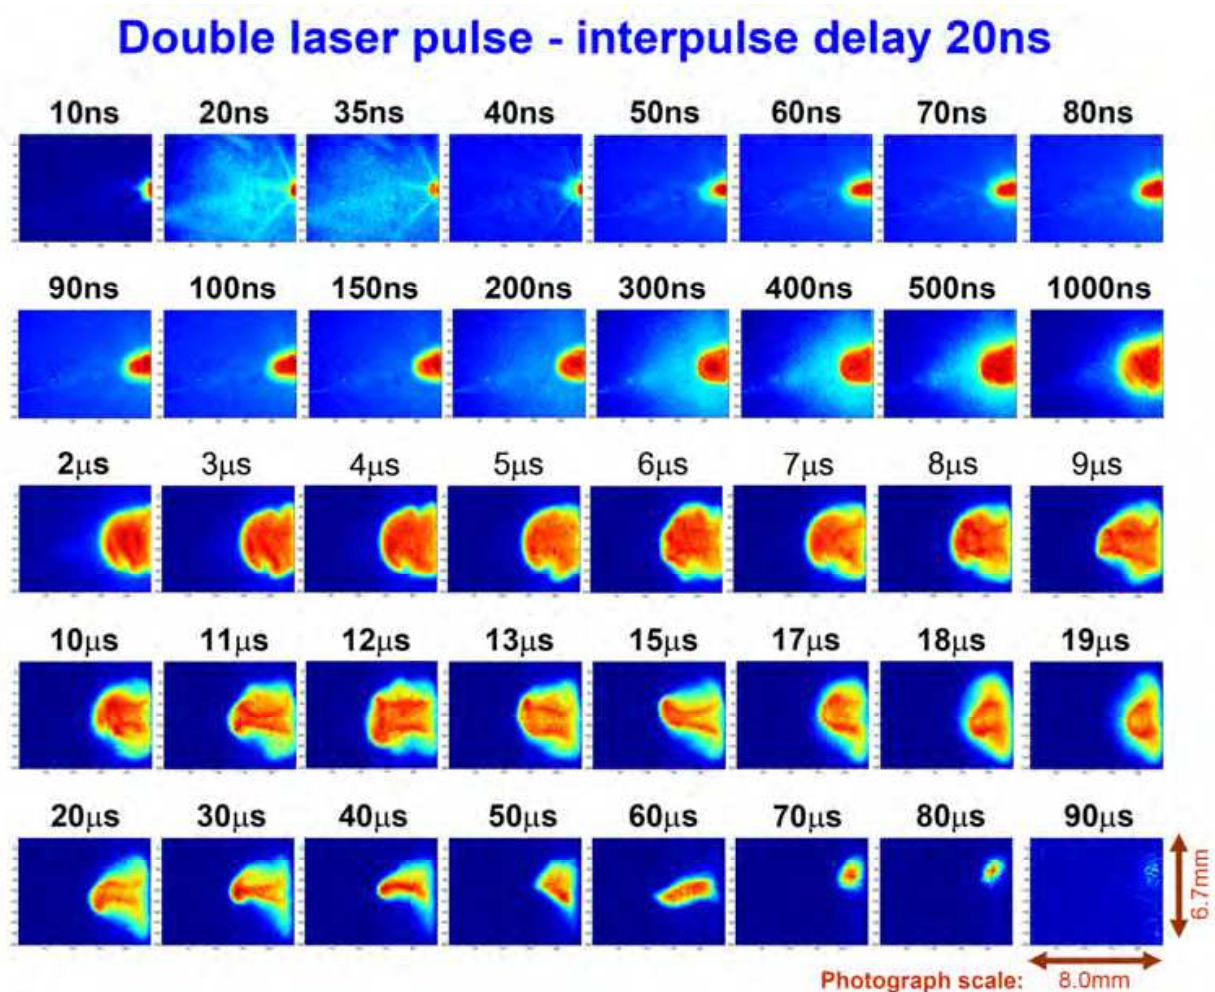 Double laser pulse - interpulse delay 20ns
10ns 20ns 35ns 40ns 50ns 60ns 70ns 80ns
90ns 100ns 150ns 200ns 300ns 400ns 500ns 1000ns
2μs 3μs 4μs 5μs 6μs 7μs 8μs 9μs
10μs 11μs 12μs 13μs 15μs 17μs 18μs 19μs
20μs 30μs 40μs 50μs 60μs 70μs 80μs 90μs
6.7mm
Photograph scale: 8.0mm